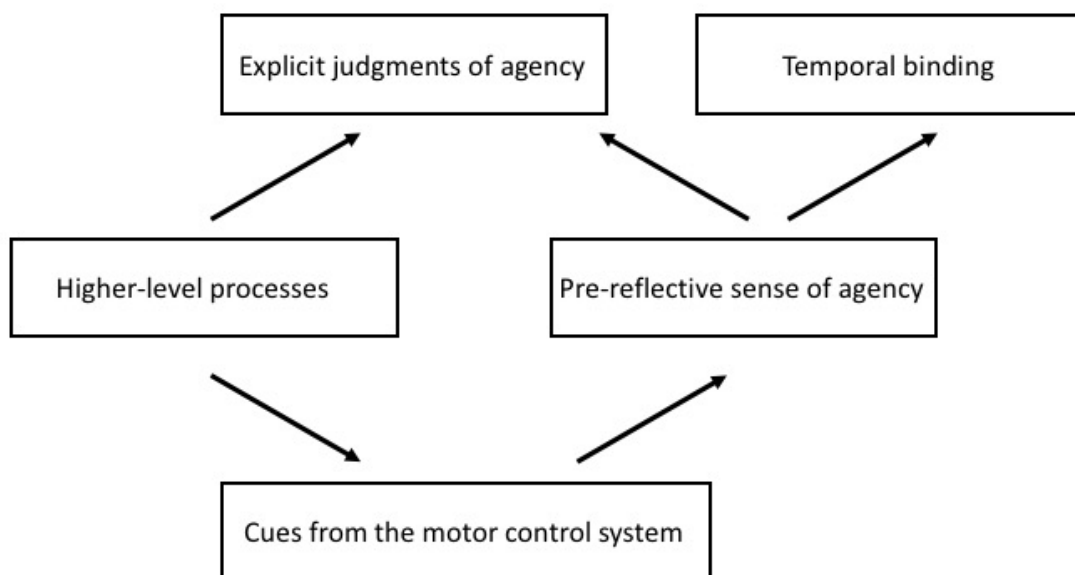 Explicit judgments of agency
Temporal binding
Higher-level processes
Pre-reflective sense of agency
Cues from the motor control system